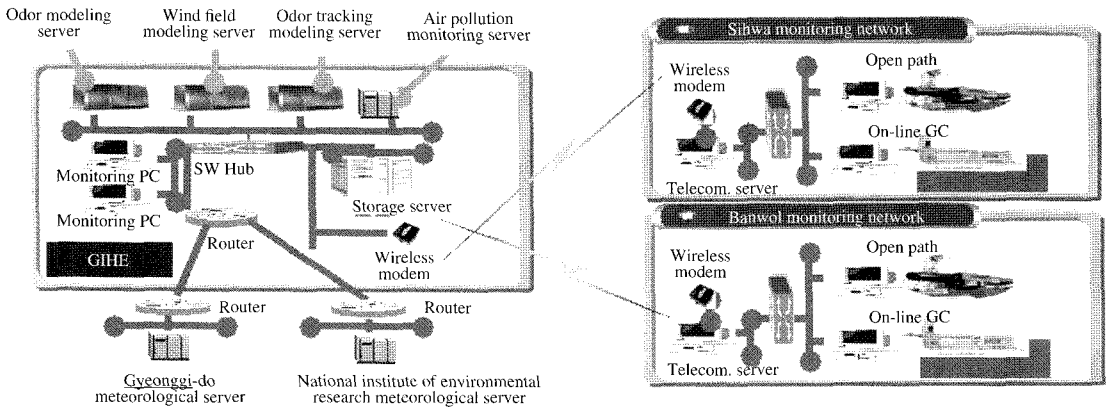 Odor modeling
server
Wind field
modeling server
Odor tracking
modeling server
Air pollution
monitoring server
Monitoring PC
Monitoring PC
SW Hub
Storage server
Router
Wireless
modem
GIHE
Router
Router
Gyeonggi-do
meteorological server
National institute of environmental
research meteorological server
Sihwa monitoring network
Wireless
modem
Open path
On-line GC
Telecom. server
Banwol monitoring network
Wireless
modem
Open path
On-line GC
Telecom. server